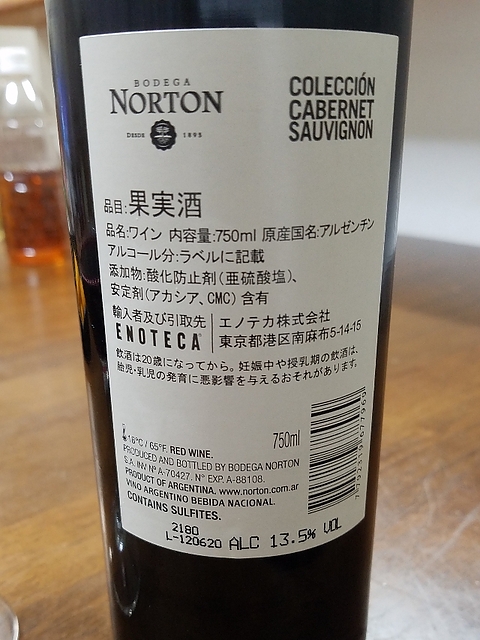 BODEGA
NORTON
DESDE 1895
COLECCIÓN
CABERNET
SAUVIGNON
品目:果実酒
品名:ワイン 内容量:750ml 原産国名:アルゼンチン
アルコール分:ラベルに記載
添加物:酸化防止剤(亜硫酸塩)、
安定剤(アカシア、CMC) 含有
輸入者及び引取先
ENOTECA
エノテカ株式会社
東京都港区南麻布5-14-15
飲酒は20歳になってから。妊娠中や授乳期の飲酒は、
胎児・乳児の発育に悪影響を与えるおそれがあります。
16°C / 65°F. RED WINE.
750ml
PRODUCED AND BOTTLED BY BODEGA NORTON
S.A. INV N° A-70427. N° EXP. A-88108.
PRODUCT OF ARGENTINA. www.norton.com.ar
VINO ARGENTINO BEBIDA NACIONAL.
CONTAINS SULFITES.
2180
L-120620 ALC 13.5% VOL